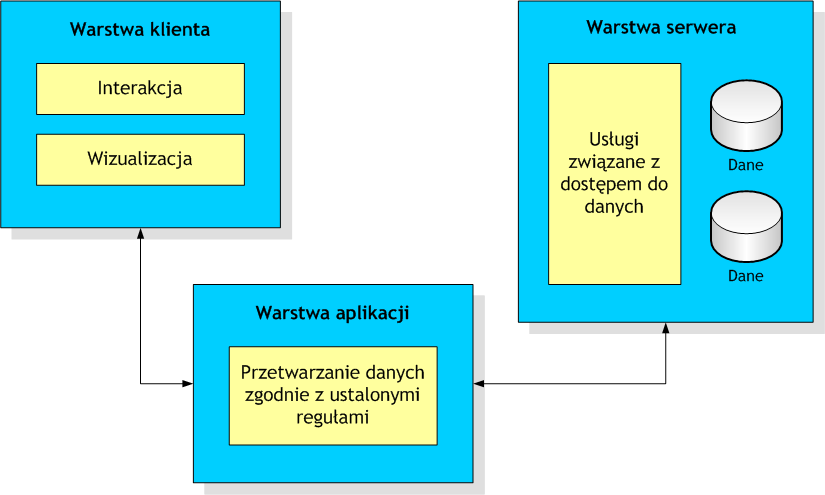 Warstwa klienta
Interakcja
Wizualizacja
Warstwa serwera
Usługi
związane z
dostępem do
danych
Dane
Dane
Warstwa aplikacji
Przetwarzanie danych
zgodnie z ustalonymi
regułami